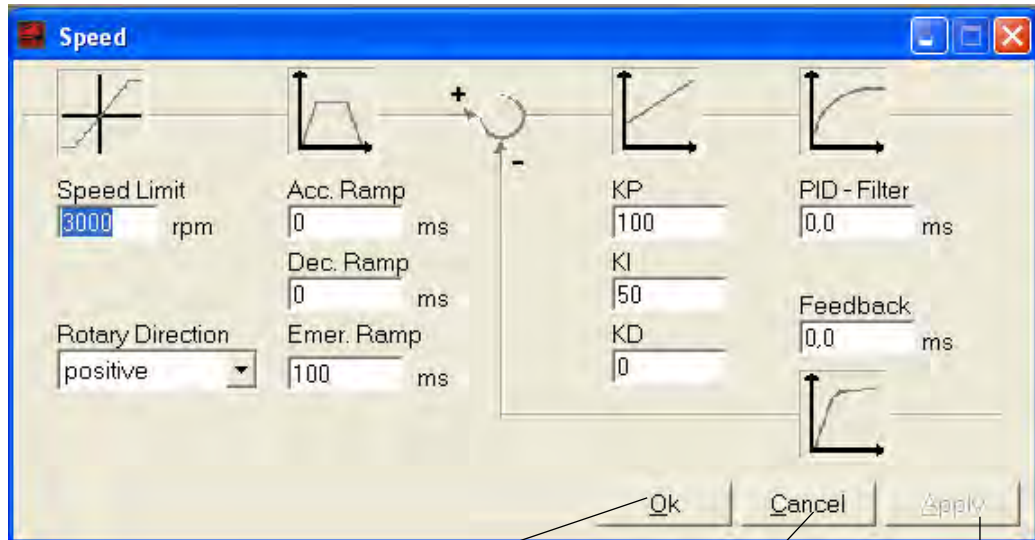 Speed
+
-
Speed Limit
3000 rpm
Rotary Direction
positive
Acc. Ramp
0 ms
Dec. Ramp
0 ms
Emer. Ramp
100 ms
KP
100
KI
50
KD
0
PID - Filter
0,0 ms
Feedback
0,0 ms
Ok
Cancel
Apply